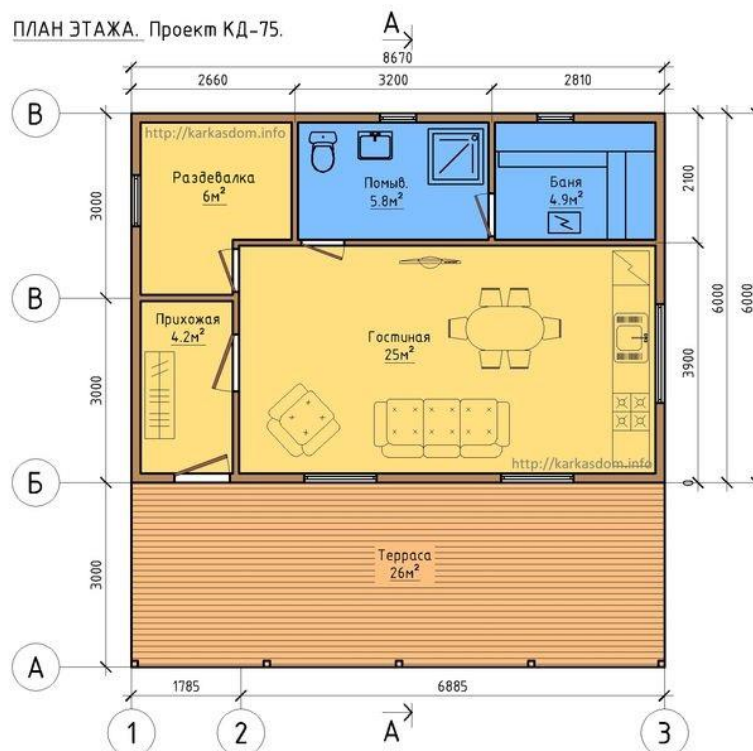 ПЛАН ЭТАЖА. Проект КД-75.
А
8670
2660 3200 2810
В
http://karkasdom.info
Раздевалка
6м²
Помыв.
5.8м²
Баня
4.9м²
2100
3000
В
6000
6000
Прихожая
4.2м²
Гостиная
25м²
3900
3000
http://karkasdom.info
Б
0
Терраса
26м²
3000
А
1785 6885
А
1 2 3